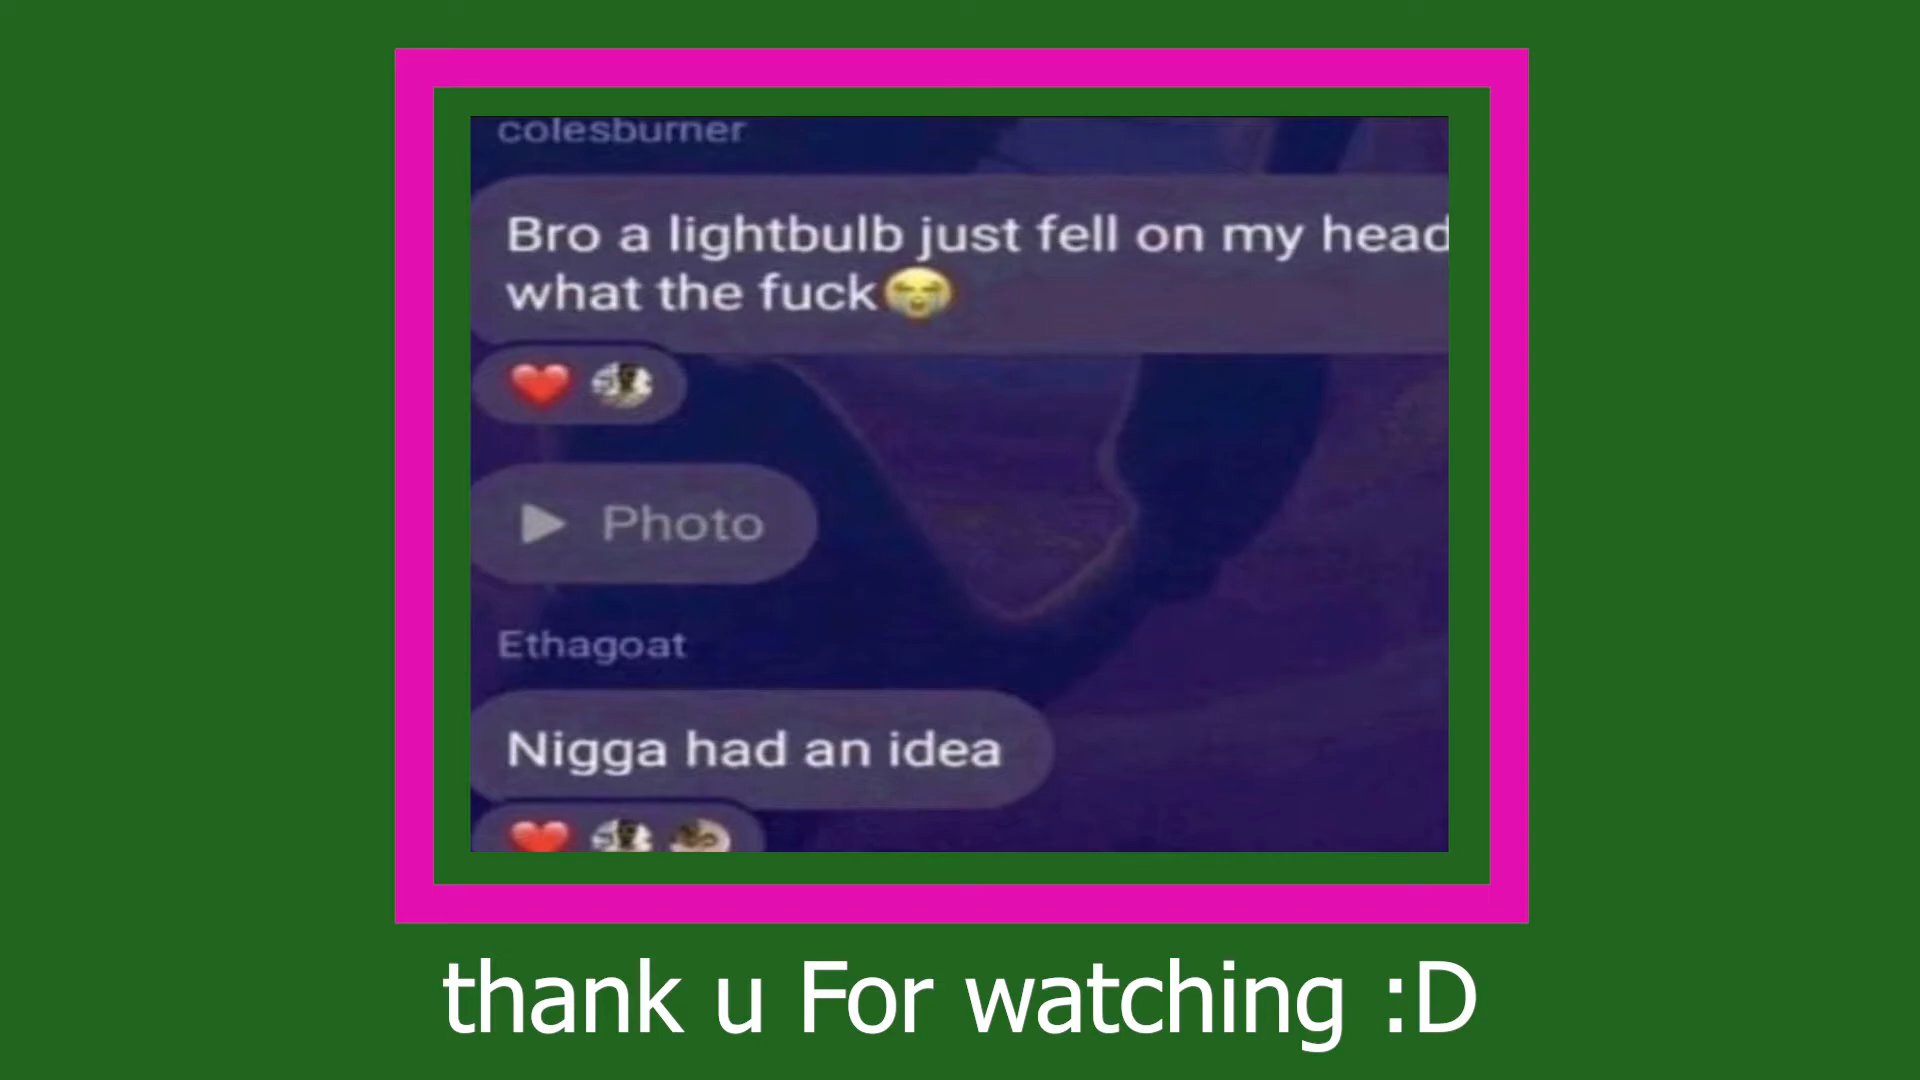 colesburner
Bro a lightbulb just fell on my head
what the fuck😭
Photo
Ethagoat
Nigga had an idea
thank u For watching :D